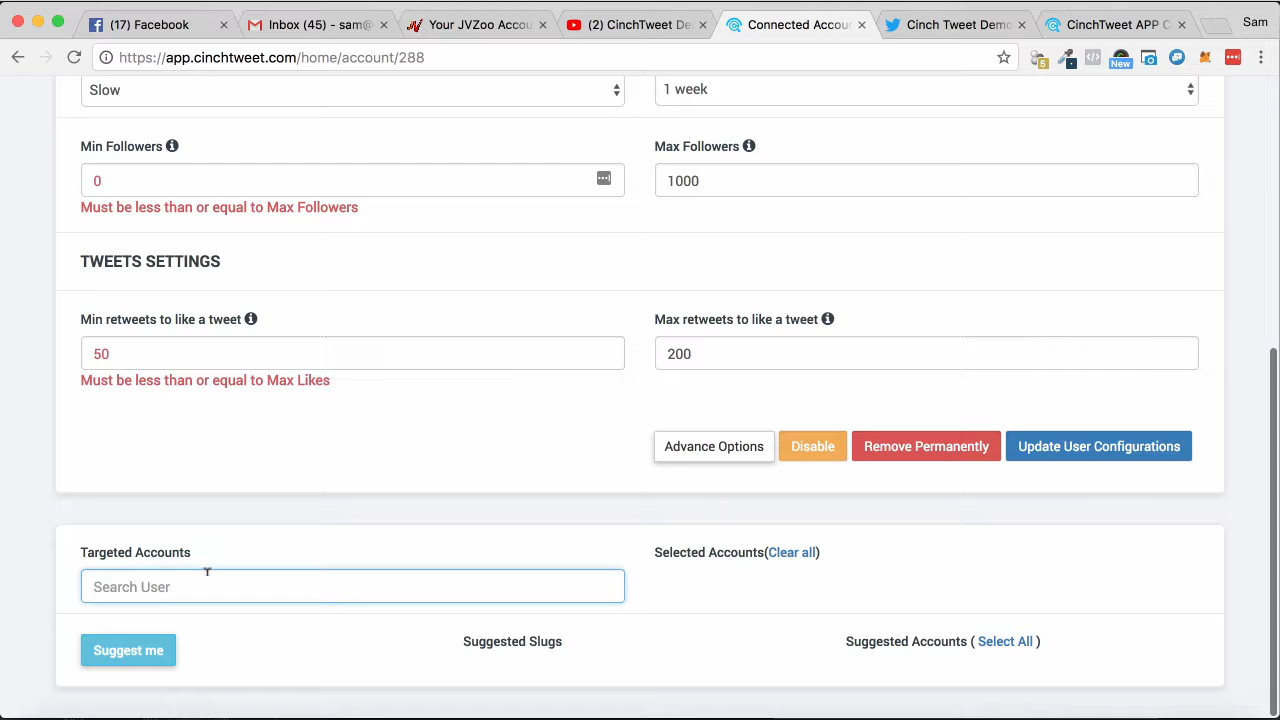 (17) Facebook
Inbox (45) - sam@
Your JVZoo Accou
(2) CinchTweet De
Connected Accoun
Cinch Tweet Demo
CinchTweet APP C
Sam
https://app.cinchtweet.com/home/account/288
5
New
Slow
1 week
Min Followers
Max Followers
0
1000
Must be less than or equal to Max Followers
TWEETS SETTINGS
Min retweets to like a tweet
Max retweets to like a tweet
50
200
Must be less than or equal to Max Likes
Advance Options
Disable
Remove Permanently
Update User Configurations
Targeted Accounts
Selected Accounts(Clear all)
Search User
Suggest me
Suggested Slugs
Suggested Accounts ( Select All )